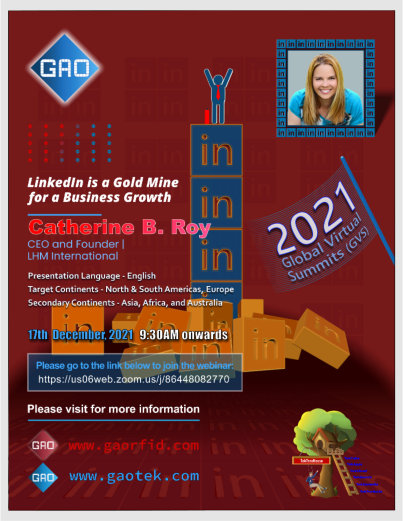 GAO
in
in
in
in
LinkedIn is a Gold Mine
for a Business Growth
Catherine B. Roy
CEO and Founder |
LHM International
2021
Global Virtual
Summits (GVS)
Presentation Language - English
Target Continents - North & South Americas, Europe
Secondary Continents - Asia, Africa, and Australia
in
in
17th December, 2021 9:30AM onwards
Please go to the link below to join the webinar:
https://us06web.zoom.us/j/86448082770
Please visit for more information
GAO www.gaorfid.com
GAO www.gaotek.com